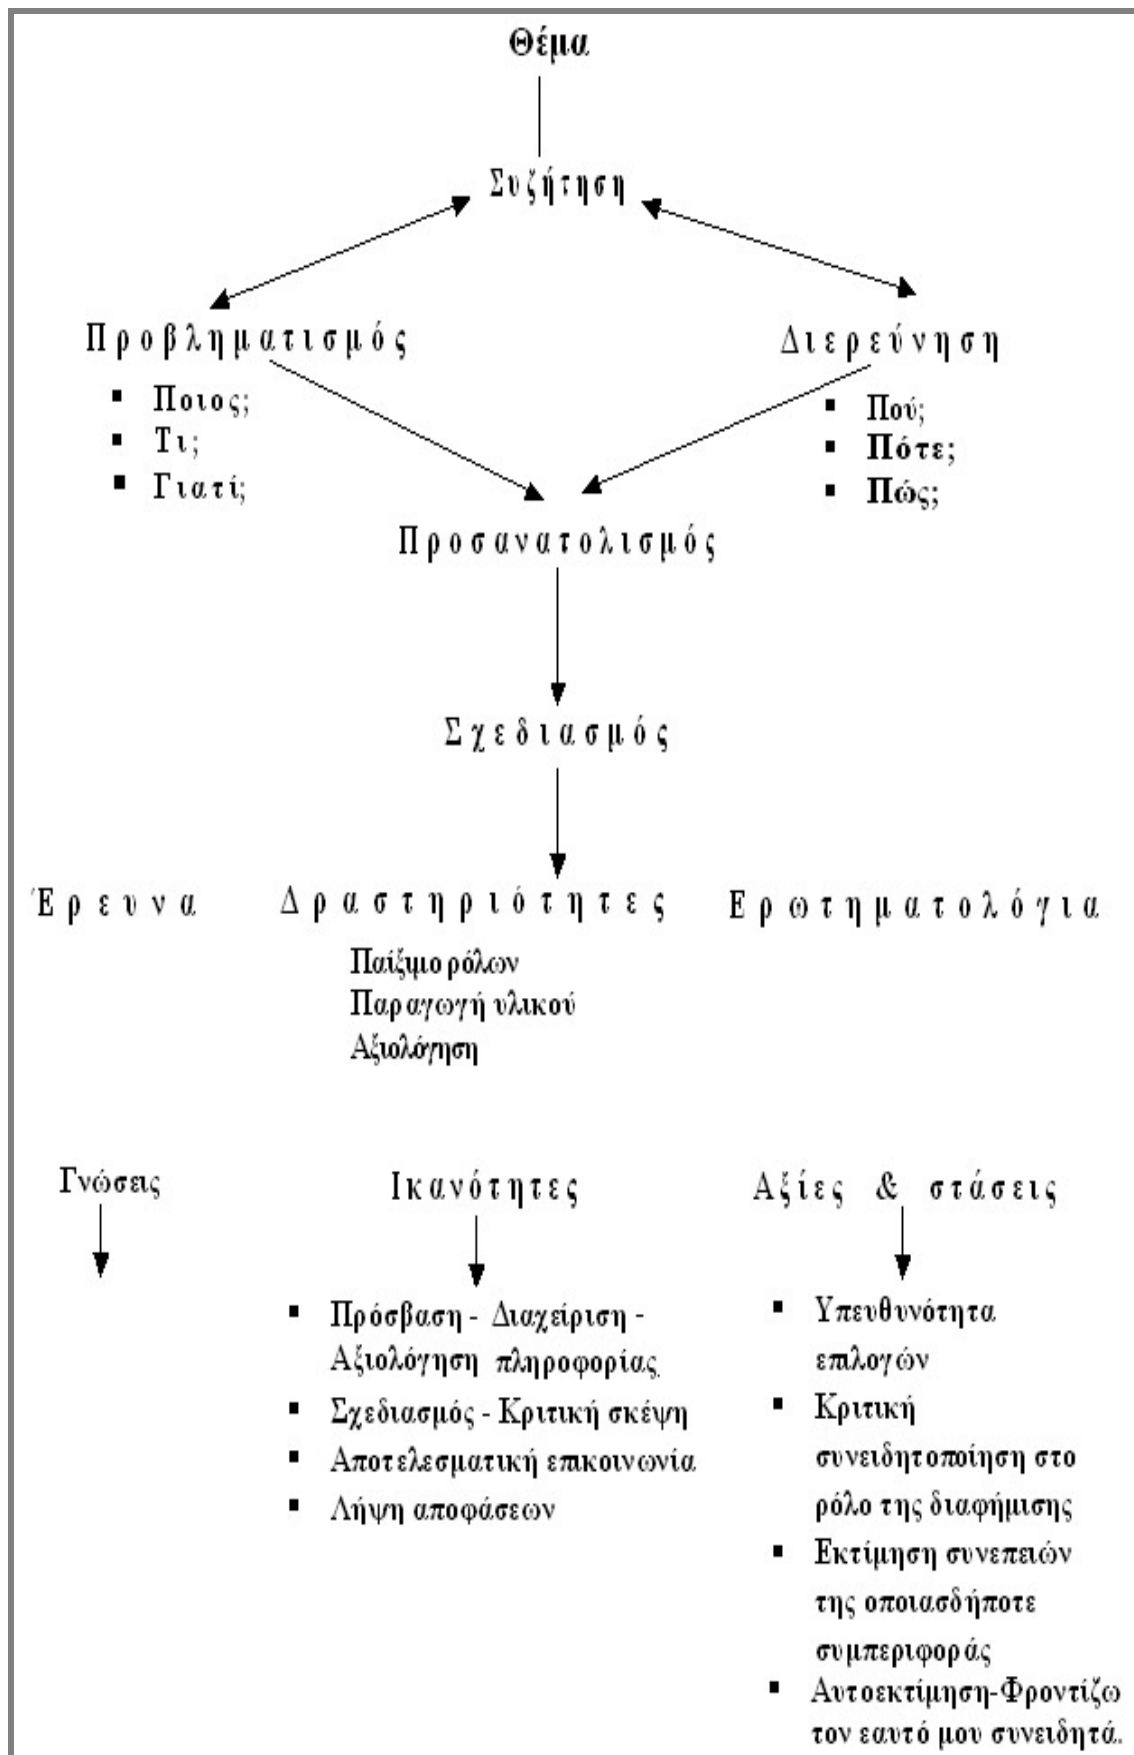 Θέμα
Συζήτηση
Προβληματισμός
▪ Ποιος;
▪ Τι;
▪ Γιατί;
Διερεύνηση
▪ Πού;
▪ Πότε;
▪ Πώς;
Προσανατολισμός
Σχεδιασμός
Έρευνα
Δραστηριότητες
Παίξιμο ρόλων
Παραγωγή υλικού
Αξιολόγηση
Ερωτηματολόγια
Γνώσεις
Ικανότητες
▪ Πρόσβαση - Διαχείριση -
Αξιολόγηση πληροφορίας
▪ Σχεδιασμός - Κριτική σκέψη
▪ Αποτελεσματική επικοινωνία
▪ Λήψη αποφάσεων
Αξίες & στάσεις
▪ Υπευθυνότητα
επιλογών
▪ Κριτική
συνειδητοποίηση στο
ρόλο της διαφήμισης
▪ Εκτίμηση συνεπειών
της οποιασδήποτε
συμπεριφοράς
▪ Αυτοεκτίμηση-Φροντίζω
τον εαυτό μου συνειδητά.